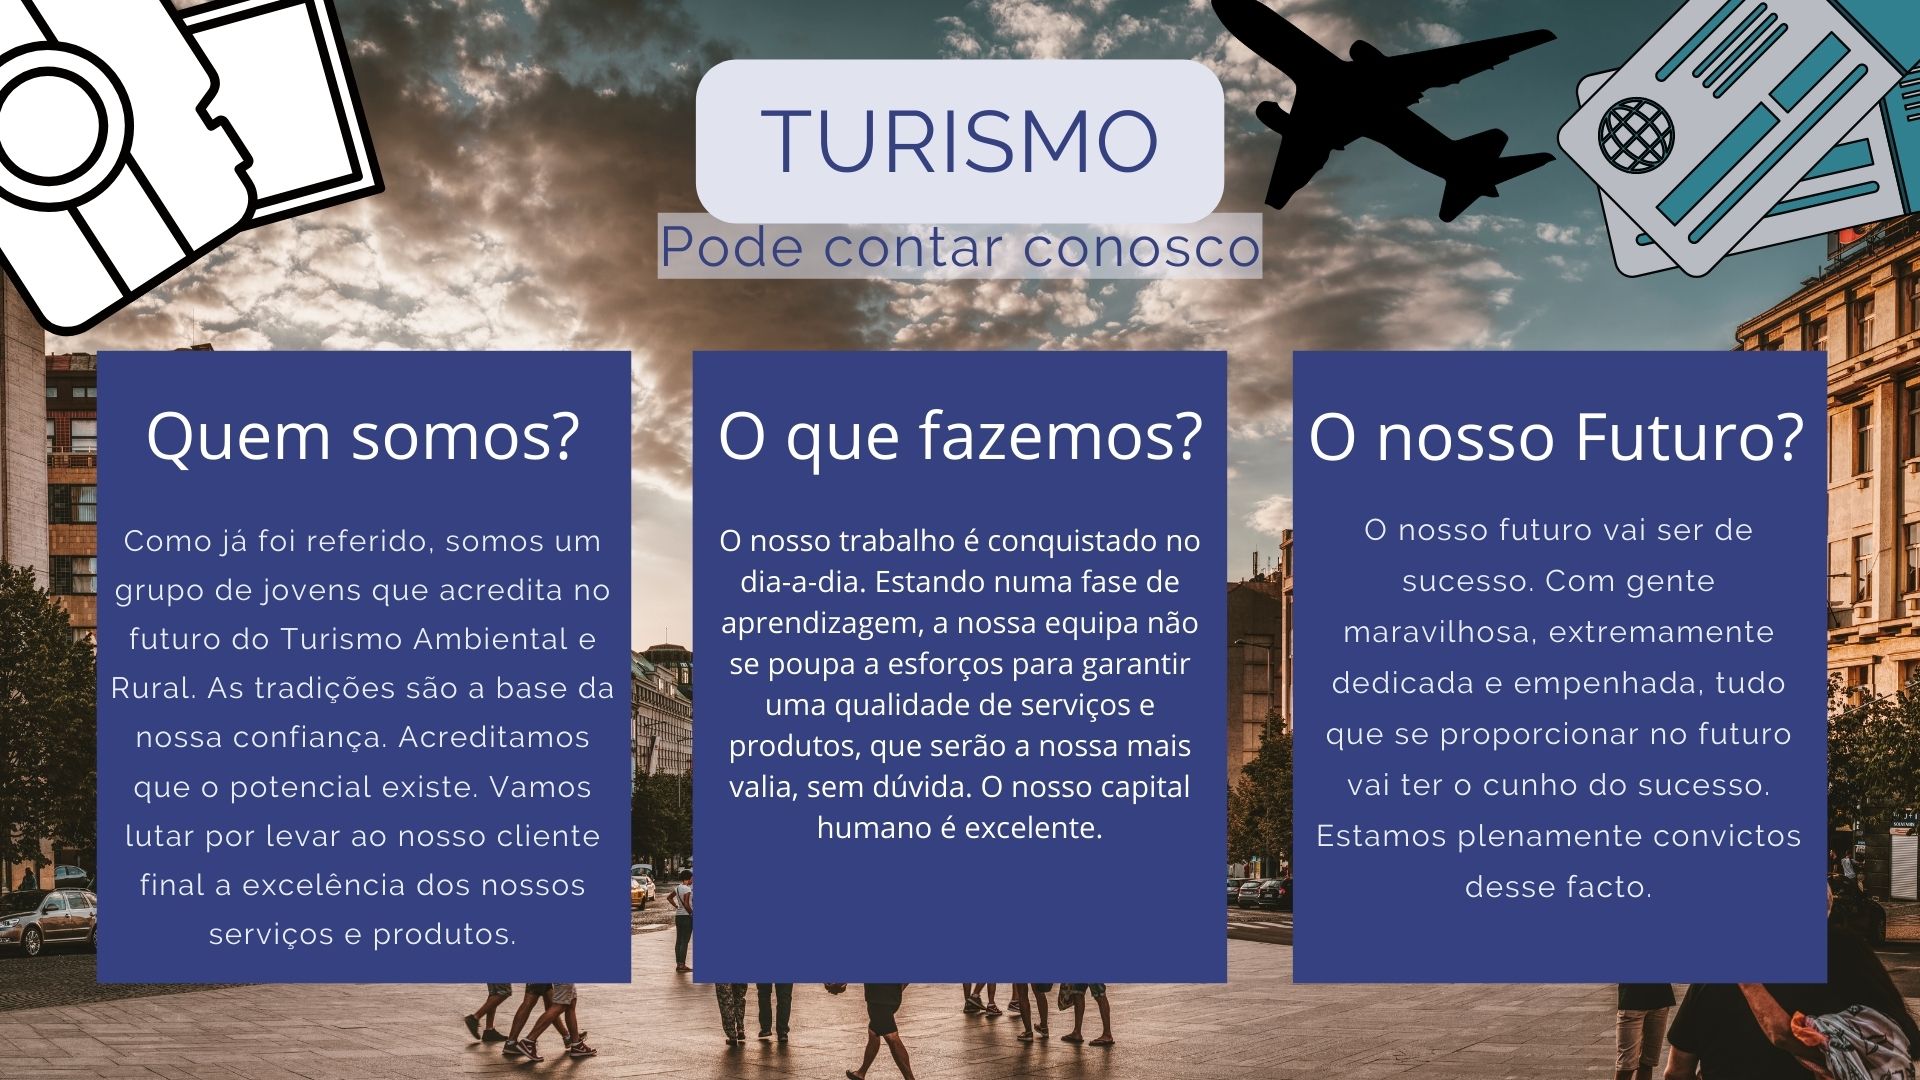 TURISMO
Pode contar conosco
Quem somos?
Como já foi referido, somos um
grupo de jovens que acredita no
futuro do Turismo Ambiental e
Rural. As tradições são a base da
nossa confiança. Acreditamos
que o potencial existe. Vamos
lutar por levar ao nosso cliente
final a excelência dos nossos
serviços e produtos.
O que fazemos?
O nosso trabalho é conquistado no
dia-a-dia. Estando numa fase de
aprendizagem, a nossa equipa não
se poupa a esforços para garantir
uma qualidade de serviços e
produtos, que serão a nossa mais
valia, sem dúvida. O nosso capital
humano é excelente.
O nosso Futuro?
O nosso futuro vai ser de
sucesso. Com gente
maravilhosa, extremamente
dedicada e empenhada, tudo
que se proporcionar no futuro
vai ter o cunho do sucesso.
Estamos plenamente convictos
desse facto.